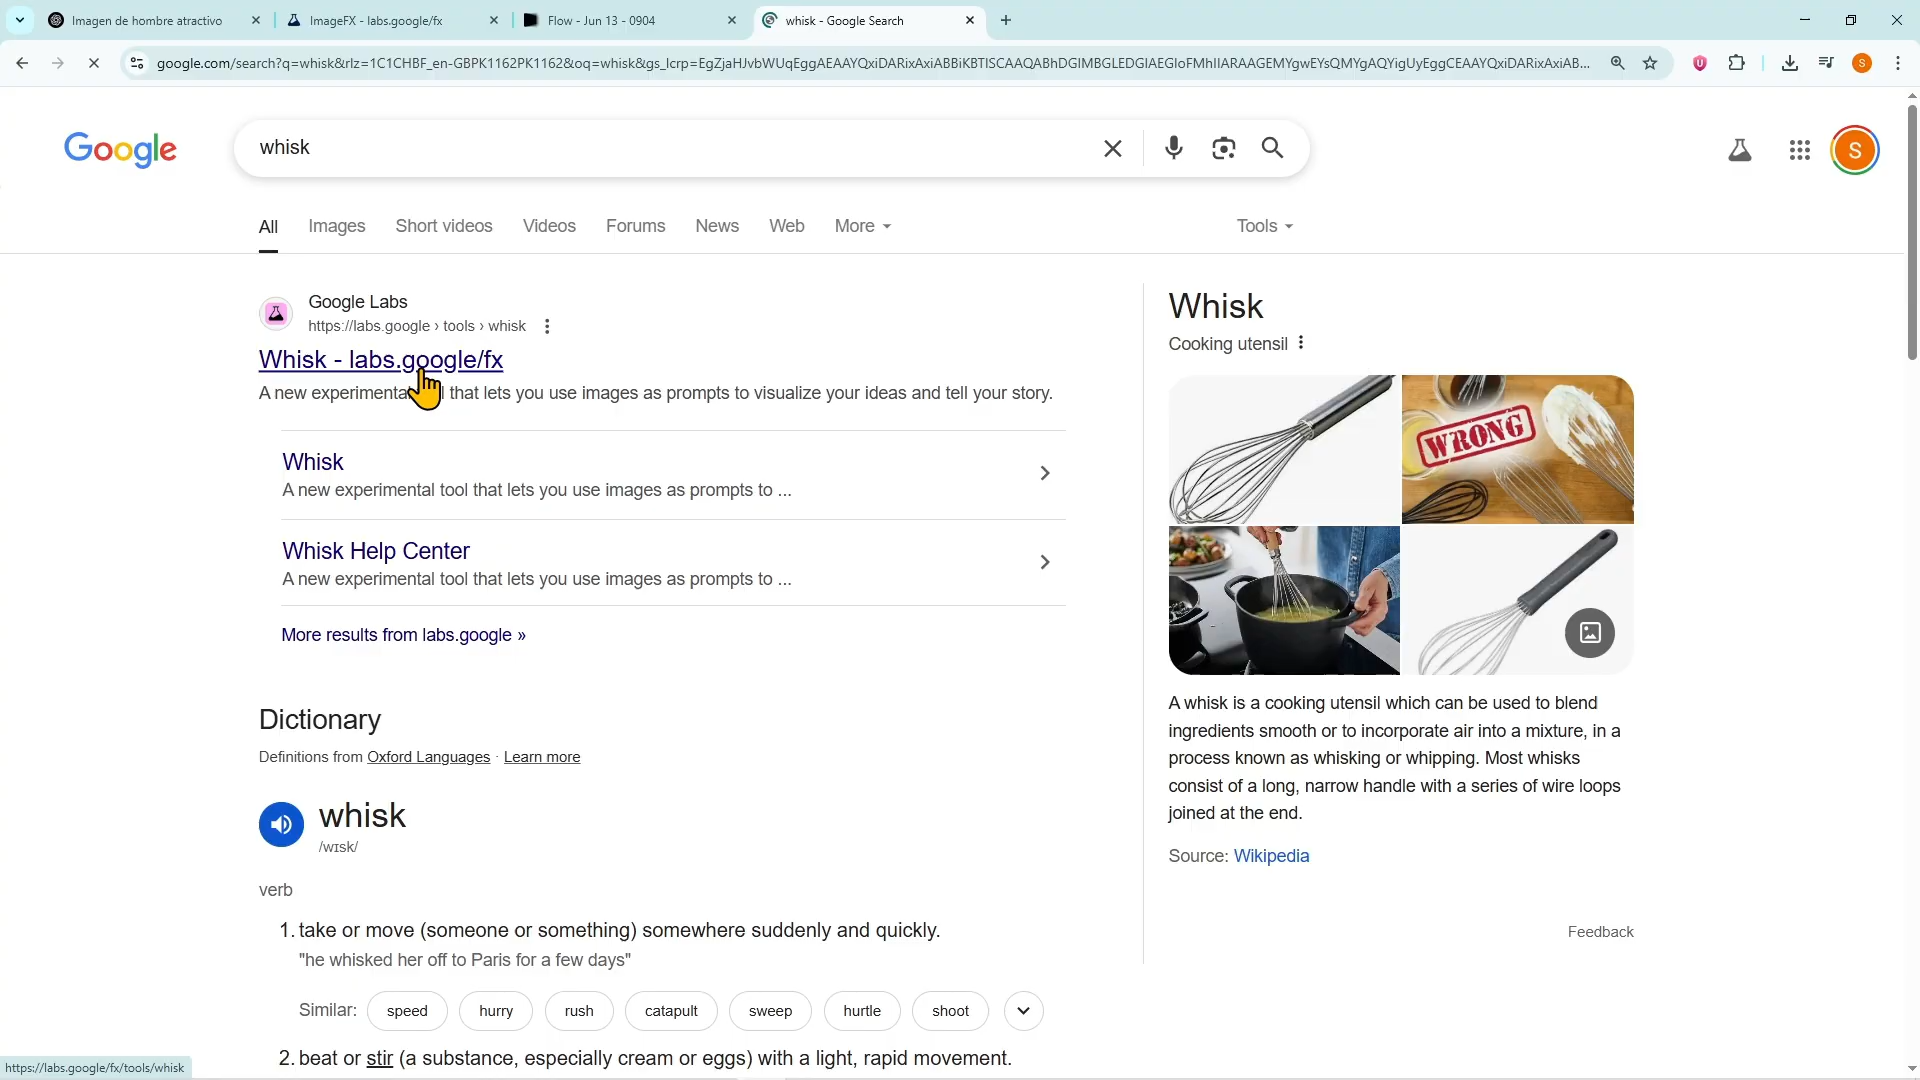 Imagen de hombre atractivo
ImageFX - labs.google/fx
Flow - Jun 13 - 0904
whisk - Google Search
google.com/search?q=whisk&rlz=1C1CHBF_en-GBPK1162PK1162&oq=whisk&gs_lcrp=EgZjaHJvbWUqEggAEAAYQxiDARixAxiABBiKBTISCAAQABhDGIMBGLEDGIAEGIoFMhIIARAAGEMYgwEYsQMYgAQYigUyEggCEAAYQxiDARixAxiAB...
S
Google
whisk
S
All
Images
Short videos
Videos
Forums
News
Web
More
Tools
Google Labs
https://labs.google › tools › whisk
Whisk - labs.google/fx
A new experimental that lets you use images as prompts to visualize your ideas and tell your story.
Whisk
A new experimental tool that lets you use images as prompts to ...
Whisk Help Center
A new experimental tool that lets you use images as prompts to ...
More results from labs.google »
Dictionary
Definitions from Oxford Languages · Learn more
whisk
/wɪsk/
verb
1. take or move (someone or something) somewhere suddenly and quickly.
"he whisked her off to Paris for a few days"
Similar:
speed
hurry
rush
catapult
sweep
hurtle
shoot
2. beat or stir (a substance, especially cream or eggs) with a light, rapid movement.
Whisk
Cooking utensil
WRONG
A whisk is a cooking utensil which can be used to blend
ingredients smooth or to incorporate air into a mixture, in a
process known as whisking or whipping. Most whisks
consist of a long, narrow handle with a series of wire loops
joined at the end.
Source: Wikipedia
Feedback
https://labs.google/fx/tools/whisk